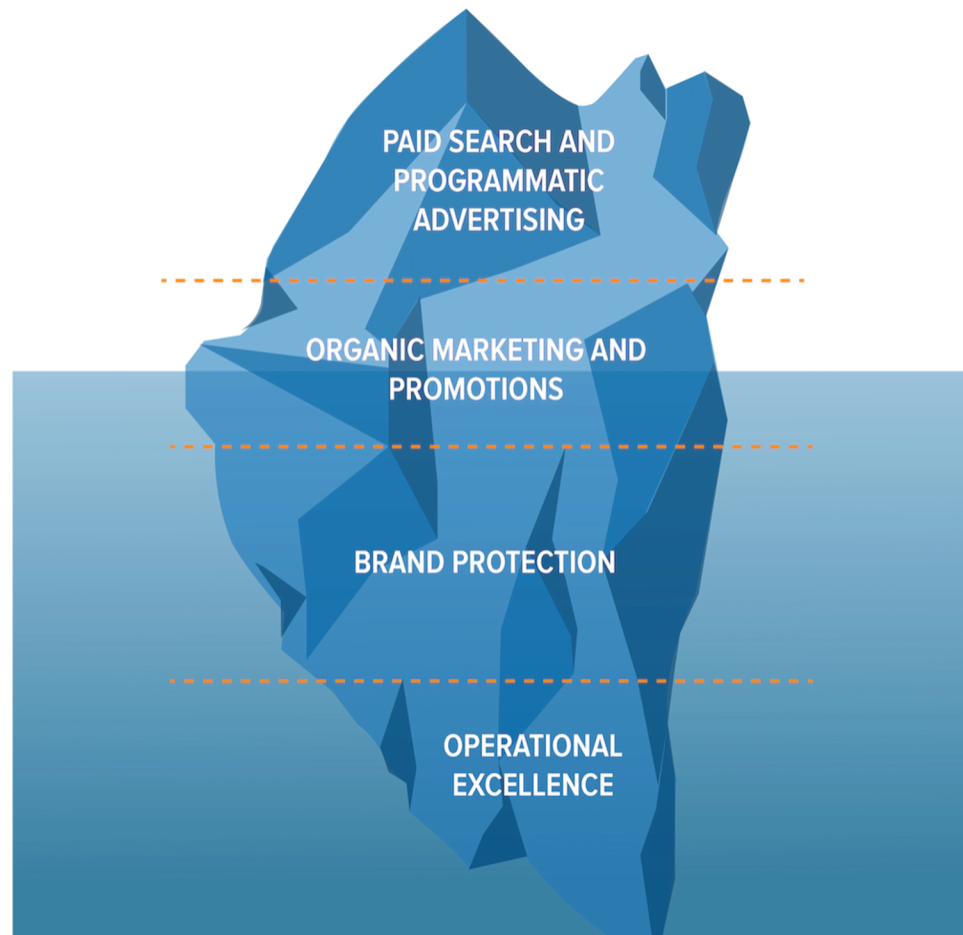 PAID SEARCH AND
PROGRAMMATIC
ADVERTISING
ORGANIC MARKETING AND
PROMOTIONS
BRAND PROTECTION
OPERATIONAL
EXCELLENCE